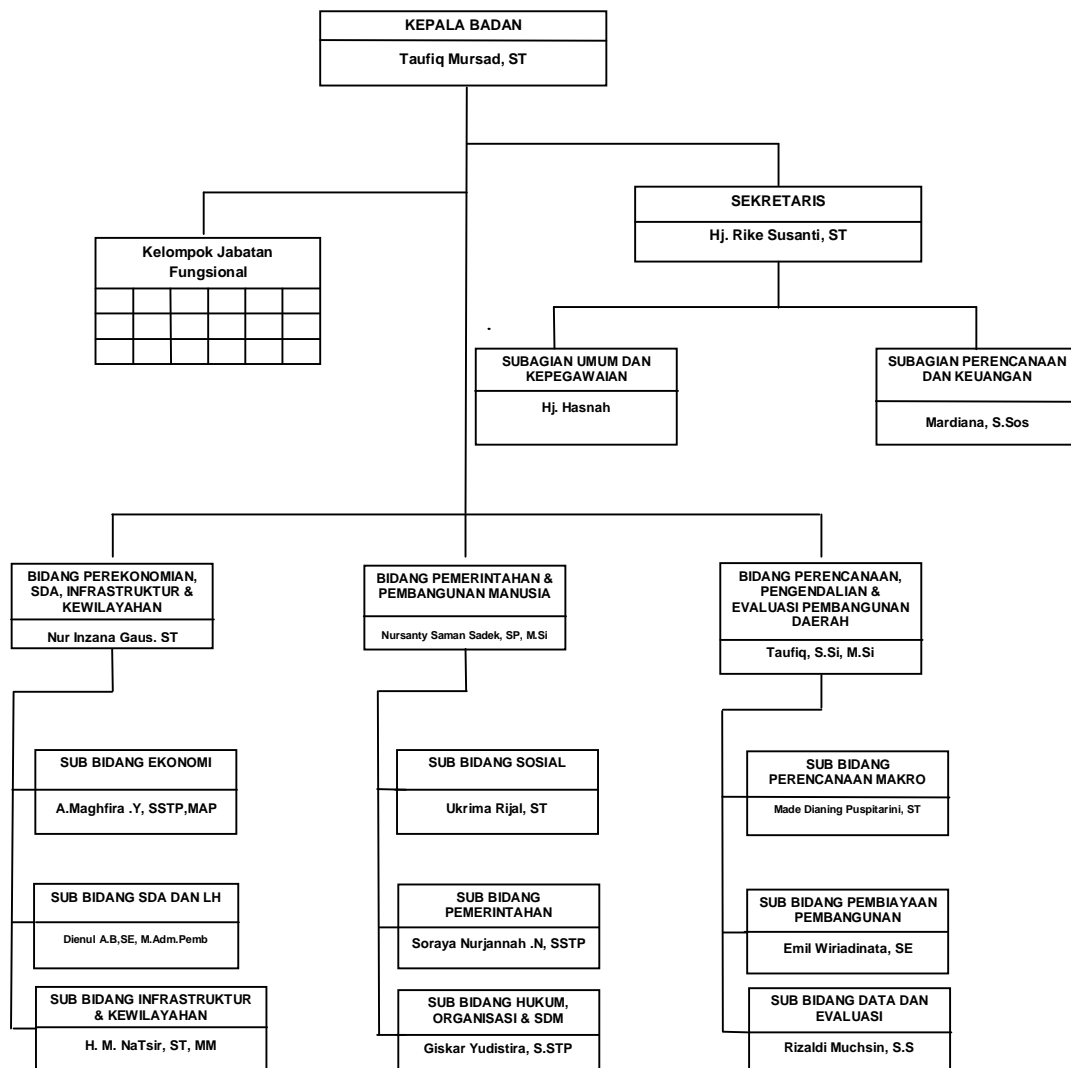 KEPALA BADAN
Taufiq Mursad, ST
SEKRETARIS
Hj. Rike Susanti, ST
Kelompok Jabatan
Fungsional
SUBAGIAN UMUM DAN
KEPEGAWAIAN
Hj. Hasnah
SUBAGIAN PERENCANAAN
DAN KEUANGAN
Mardiana, S.Sos
BIDANG PEREKONOMIAN,
SDA, INFRASTRUKTUR &
KEWILAYAHAN
Nur Inzana Gaus. ST
BIDANG PEMERINTAHAN &
PEMBANGUNAN MANUSIA
Nursanty Saman Sadek, SP, M.Si
BIDANG PERENCANAAN,
PENGENDALIAN &
EVALUASI PEMBANGUNAN
DAERAH
Taufiq, S.Si, M.Si
SUB BIDANG EKONOMI
A.Maghfira .Y, SSTP,MAP
SUB BIDANG SOSIAL
Ukrima Rijal, ST
SUB BIDANG
PERENCANAAN MAKRO
Made Dianing Puspitarini, ST
SUB BIDANG SDA DAN LH
Dienul A.B,SE, M.Adm.Pemb
SUB BIDANG
PEMERINTAHAN
Soraya Nurjannah .N, SSTP
SUB BIDANG PEMBIAYAAN
PEMBANGUNAN
Emil Wiriadinata, SE
SUB BIDANG INFRASTRUKTUR
& KEWILAYAHAN
H. M. NaTsir, ST, MM
SUB BIDANG HUKUM,
ORGANISASI & SDM
Giskar Yudistira, S.STP
SUB BIDANG DATA DAN
EVALUASI
Rizaldi Muchsin, S.S